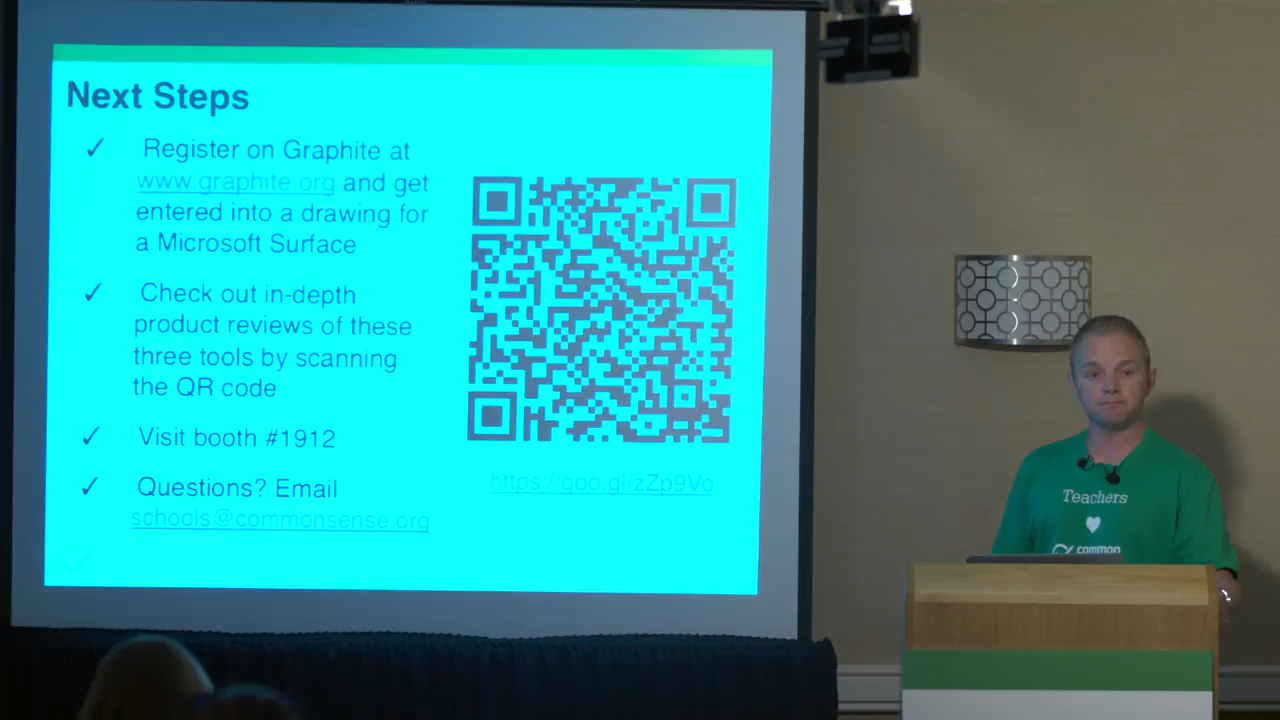 Next Steps
✓ Register on Graphite at
www.graphite.org and get
entered into a drawing for
a Microsoft Surface
✓ Check out in-depth
product reviews of these
three tools by scanning
the QR code
✓ Visit booth #1912
✓ Questions? Email
schools@commonsense.org
https://goo.gl/zZp9Vo
Teachers
common